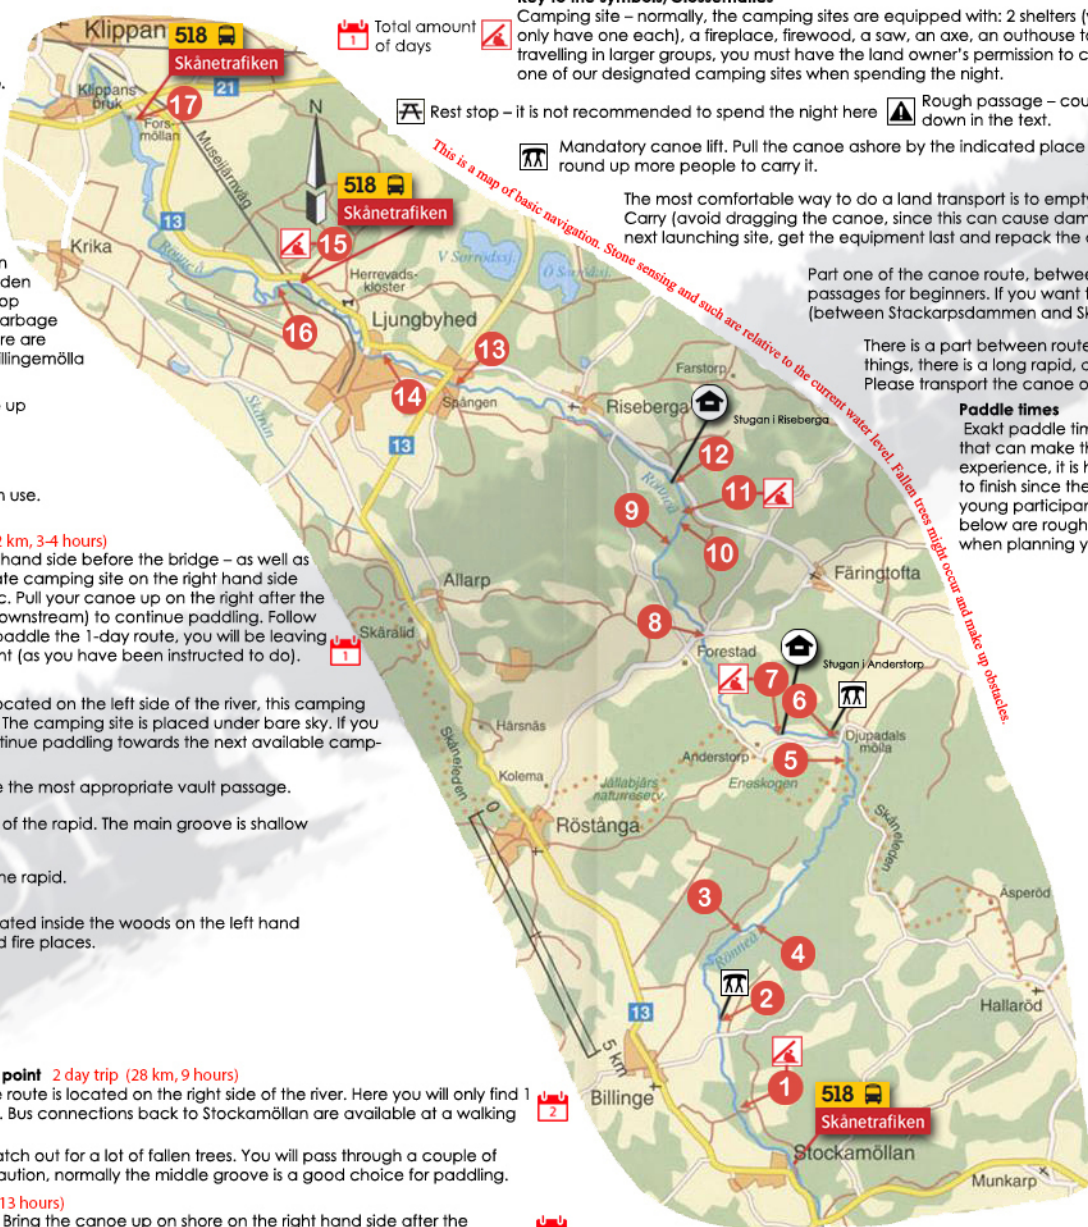 Key to the symbols/Glossematics
Total amount
of days
1
Camping site – normally, the camping sites are equipped with: 2 shelters
only have one each), a fireplace, firewood, a saw, an axe, an outhouse
travelling in larger groups, you must have the land owner's permission to
one of our designated camping sites when spending the night.
Rest stop – it is not recommended to spend the night here
Rough passage –
down in the text.
Mandatory canoe lift. Pull the canoe ashore by the indicated place
round up more people to carry it.
The most comfortable way to do a land transport is to
Carry (avoid dragging the canoe, since this can cause
next launching site, get the equipment last and repack the
Part one of the canoe route,
passages for beginners. If you want
(between Stackarpsdammen and
There is a part between
things, there is a long rapid,
Please transport the canoe
Paddle times
Exakt paddle
that can make
experience, it is
to finish since the
young
below are rough
when planning
This is a map of basic navigation. Stone sensing and such are relative to the current water level. Fallen trees might occur and make up obstacles.
Klippan
518
Skånetrafiken
Klippans
bruk
21
17
Fors-
möllan
Museijärnväg
N
13
518
Skånetrafiken
15
Krika
Rönneå
Herrevads-
kloster
V Sorrödssj.
Ö Sorrödssj.
Ljungbyhed
16
13
14
Spången
Skärån
13
Farstorp
Riseberga
Stugan i Riseberga
12
Rönneå
11
9
10
Färingtofta
Allarp
8
Skäralid
Forestad
Stugan i Anderstorp
7
6
Djupadals
mölla
5
Anderstorp
Eneskogen
Härsnäs
Skåneleden
Kolema
Jällabjärs
naturreserv.
Röstånga
Skåneleden
0
5 km
3
4
Rönneå
2
Äsperöd
Hallaröd
13
Billinge
1
518
Skånetrafiken
Stockamöllan
Munkarp
garbage
are
up
use.
km, 3-4 hours)
hand side before the bridge – as well as
camping site on the right hand side
Pull your canoe up on the right after the
to continue paddling. Follow
paddle the 1-day route, you will be leaving
(as you have been instructed to do).
1
on the left side of the river, this camping
The camping site is placed under bare sky. If you
paddling towards the next available camp-
the most appropriate vault passage.
of the rapid. The main groove is shallow
rapid.
inside the woods on the left hand
fire places.
point 2 day trip (28 km, 9 hours)
route is located on the right side of the river. Here you will only find 1
Bus connections back to Stockamöllan are available at a walking
2
out for a lot of fallen trees. You will pass through a couple of
normally the middle groove is a good choice for paddling.
13 hours)
Bring the canoe up on shore on the right hand side after the